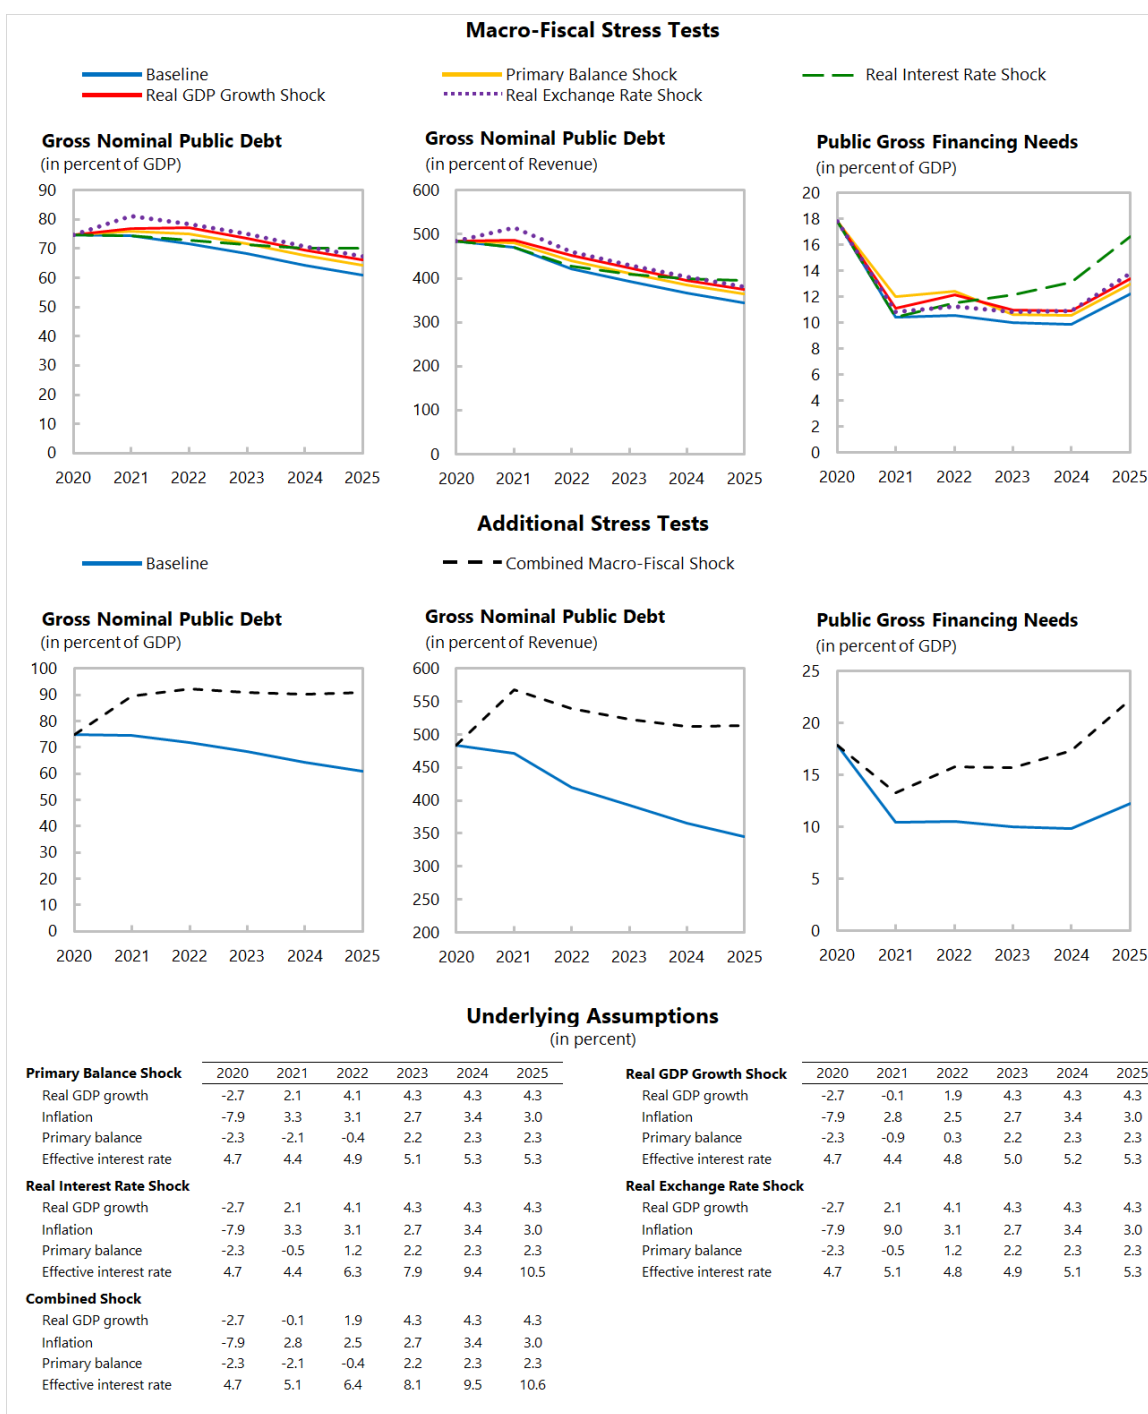 Macro-Fiscal Stress Tests
Baseline Primary Balance Shock Real Interest Rate Shock
Real GDP Growth Shock Real Exchange Rate Shock
Gross Nominal Public Debt
(in percent of GDP)
90
80
70
60
50
40
30
20
10
0
2020 2021 2022 2023 2024 2025
Gross Nominal Public Debt
(in percent of Revenue)
600
500
400
300
200
100
0
2020 2021 2022 2023 2024 2025
Public Gross Financing Needs
(in percent of GDP)
20
18
16
14
12
10
8
6
4
2
0
2020 2021 2022 2023 2024 2025
Additional Stress Tests
Baseline Combined Macro-Fiscal Shock
Gross Nominal Public Debt
(in percent of GDP)
100
90
80
70
60
50
40
30
20
10
0
2020 2021 2022 2023 2024 2025
Gross Nominal Public Debt
(in percent of Revenue)
600
550
500
450
400
350
300
250
200
2020 2021 2022 2023 2024 2025
Public Gross Financing Needs
(in percent of GDP)
25
20
15
10
5
0
2020 2021 2022 2023 2024 2025
Underlying Assumptions
(in percent)
Primary Balance Shock 2020 2021 2022 2023 2024 2025
Real GDP growth -2.7 2.1 4.1 4.3 4.3 4.3
Inflation -7.9 3.3 3.1 2.7 3.4 3.0
Primary balance -2.3 -2.1 -0.4 2.2 2.3 2.3
Effective interest rate 4.7 4.4 4.9 5.1 5.3 5.3
Real Interest Rate Shock
Real GDP growth -2.7 2.1 4.1 4.3 4.3 4.3
Inflation -7.9 3.3 3.1 2.7 3.4 3.0
Primary balance -2.3 -0.5 1.2 2.2 2.3 2.3
Effective interest rate 4.7 4.4 6.3 7.9 9.4 10.5
Combined Shock
Real GDP growth -2.7 -0.1 1.9 4.3 4.3 4.3
Inflation -7.9 2.8 2.5 2.7 3.4 3.0
Primary balance -2.3 -2.1 -0.4 2.2 2.3 2.3
Effective interest rate 4.7 5.1 6.4 8.1 9.5 10.6
Real GDP Growth Shock 2020 2021 2022 2023 2024 2025
Real GDP growth -2.7 -0.1 1.9 4.3 4.3 4.3
Inflation -7.9 2.8 2.5 2.7 3.4 3.0
Primary balance -2.3 -0.9 0.3 2.2 2.3 2.3
Effective interest rate 4.7 4.4 4.8 5.0 5.2 5.3
Real Exchange Rate Shock
Real GDP growth -2.7 2.1 4.1 4.3 4.3 4.3
Inflation -7.9 9.0 3.1 2.7 3.4 3.0
Primary balance -2.3 -0.5 1.2 2.2 2.3 2.3
Effective interest rate 4.7 5.1 4.8 4.9 5.1 5.3